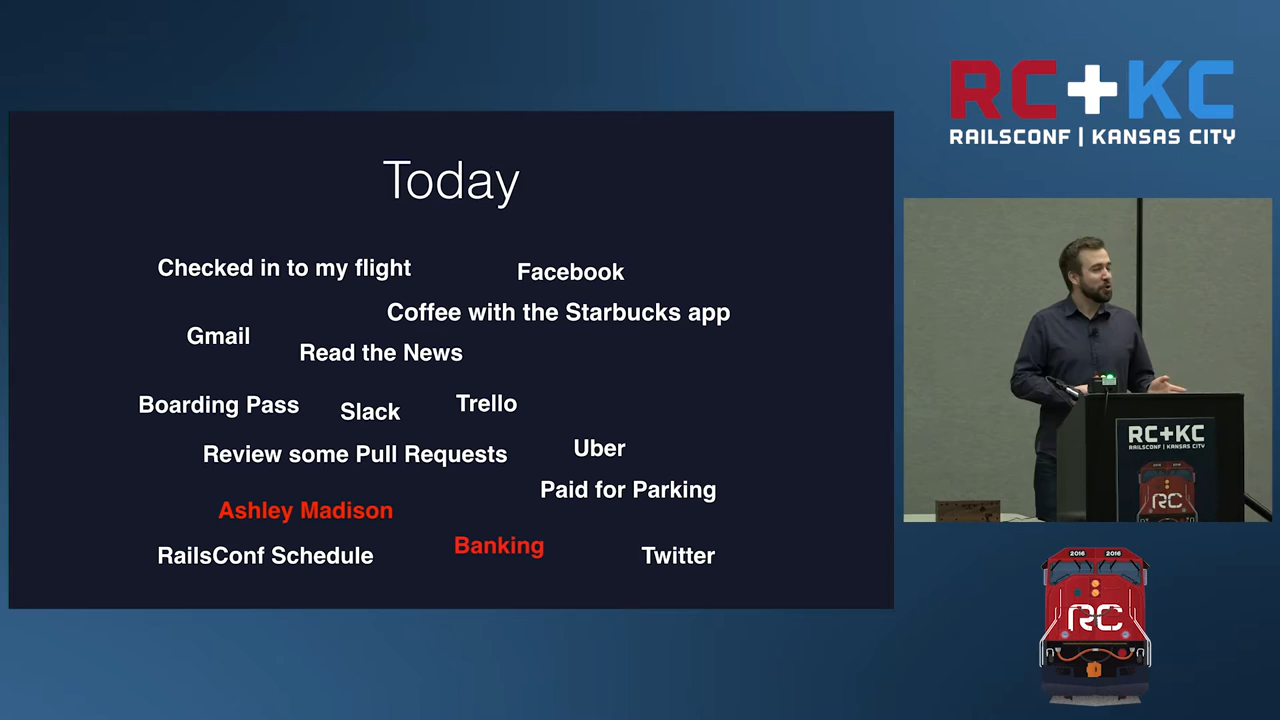 RC+KC
RAILSCONF | KANSAS CITY
Today
Checked in to my flight
Facebook
Coffee with the Starbucks app
Gmail
Read the News
Boarding Pass
Slack
Trello
Review some Pull Requests
Uber
Paid for Parking
Ashley Madison
Banking
RailsConf Schedule
Twitter
RC+KC
RAILSCONF | KANSAS CITY
RC
2016
2016
RC